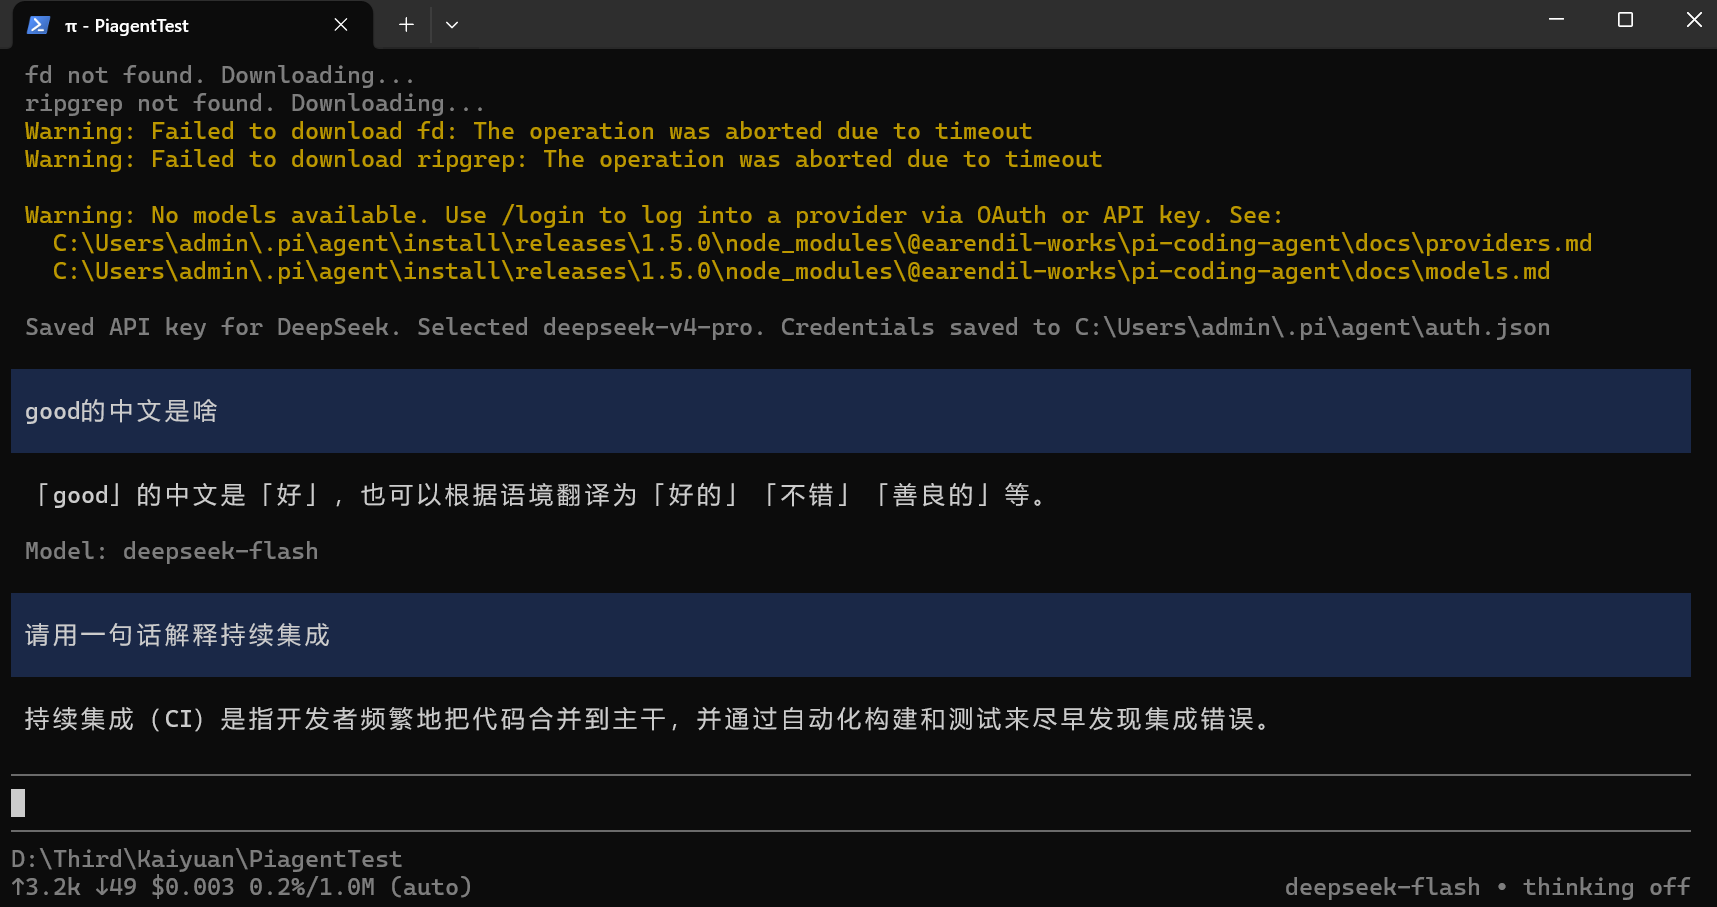 π - PiagentTest
fd not found. Downloading...
ripgrep not found. Downloading...
Warning: Failed to download fd: The operation was aborted due to timeout
Warning: Failed to download ripgrep: The operation was aborted due to timeout
Warning: No models available. Use /login to log into a provider via OAuth or API key. See:
C:\Users\admin\.pi\agent\install\releases\1.5.0\node_modules\@earendil-works\pi-coding-agent\docs\providers.md
C:\Users\admin\.pi\agent\install\releases\1.5.0\node_modules\@earendil-works\pi-coding-agent\docs\models.md
Saved API key for DeepSeek. Selected deepseek-v4-pro. Credentials saved to C:\Users\admin\.pi\agent\auth.json
good的中文是啥
「good」的中文是「好」，也可以根据语境翻译为「好的」「不错」「善良的」等。
Model: deepseek-flash
请用一句话解释持续集成
持续集成（CI）是指开发者频繁地把代码合并到主干，并通过自动化构建和测试来尽早发现集成错误。
D:\Third\Kaiyuan\PiagentTest
↑3.2k ↓49 $0.003 0.2%/1.0M (auto)
deepseek-flash • thinking off